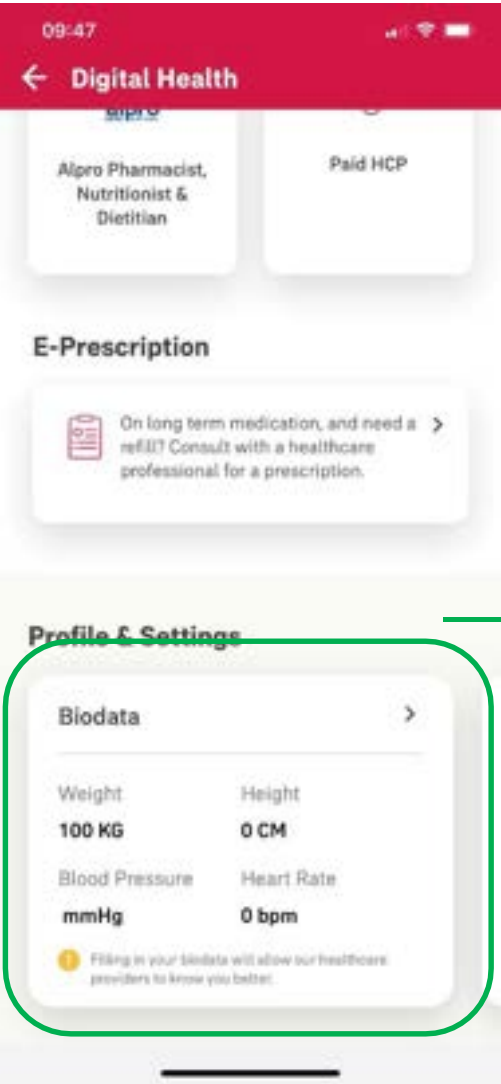 09:47
Digital Health
alpro
Alpro Pharmacist,
Nutritionist &
Dietitian
Paid HCP
E-Prescription
On long term medication, and need a
refill? Consult with a healthcare
professional for a prescription.
Profile & Settings
Biodata
Weight
Height
100 KG
0 CM
Blood Pressure
Heart Rate
mmHg
0 bpm
Filling in your biodata will allow our healthcare
providers to know you better.